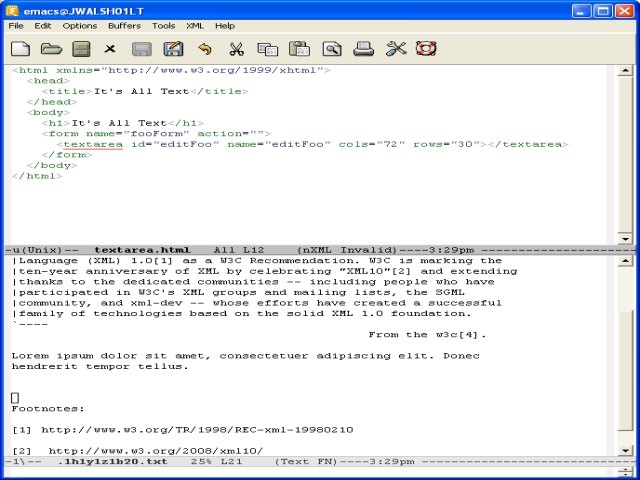 emacs@JWALSH01LT
File Edit Options Buffers Tools XML Help
<html xmlns="http://www.w3.org/1999/xhtml">
<head>
<title>It's All Text</title>
</head>
<body>
<h1>It's All Text</h1>
<form name="fooForm" action="">
<textarea id="editFoo" name="editFoo" cols="72" rows="30"></textarea>
</form>
</body>
</html>
-u(Unix)-- textarea.html All L12 (nXML Invalid)----3:29pm --------------------
|Language (XML) 1.0[1] as a W3C Recommendation. W3C is marking the
|ten-year anniversary of XML by celebrating "XML10"[2] and extending
|thanks to the dedicated communities -- including people who have
|participated in W3C's XML groups and mailing lists, the SGML
|community, and xml-dev -- whose efforts have created a successful
|family of technologies based on the solid XML 1.0 foundation.
`----
From the w3c[4].
Lorem ipsum dolor sit amet, consectetuer adipiscing elit. Donec
hendrerit tempor tellus.
Footnotes:
[1] http://www.w3.org/TR/1998/REC-xml-19980210
[2] http://www.w3.org/2008/xml10/
-1\-- .1h1y1z1b20.txt 25% L21 (Text FN)----3:29pm --------------------